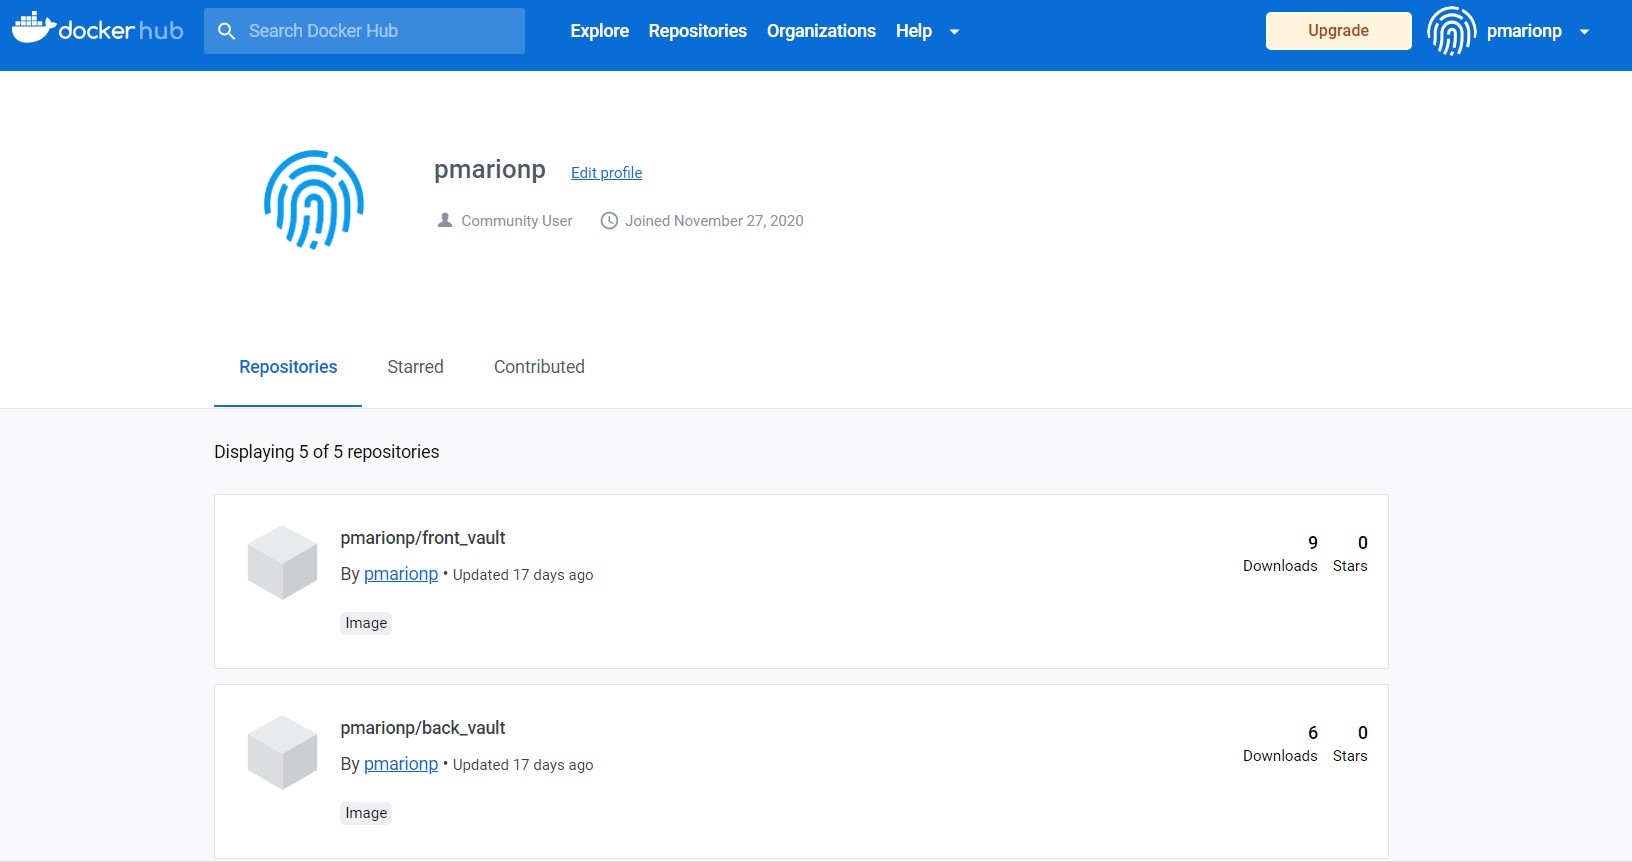 docker hub Search Docker Hub Explore Repositories Organizations Help Upgrade pmarionp
pmarionp Edit profile
Community User Joined November 27, 2020
Repositories Starred Contributed
Displaying 5 of 5 repositories
pmarionp/front_vault
9 0
Downloads Stars
By pmarionp • Updated 17 days ago
Image
pmarionp/back_vault
6 0
Downloads Stars
By pmarionp • Updated 17 days ago
Image